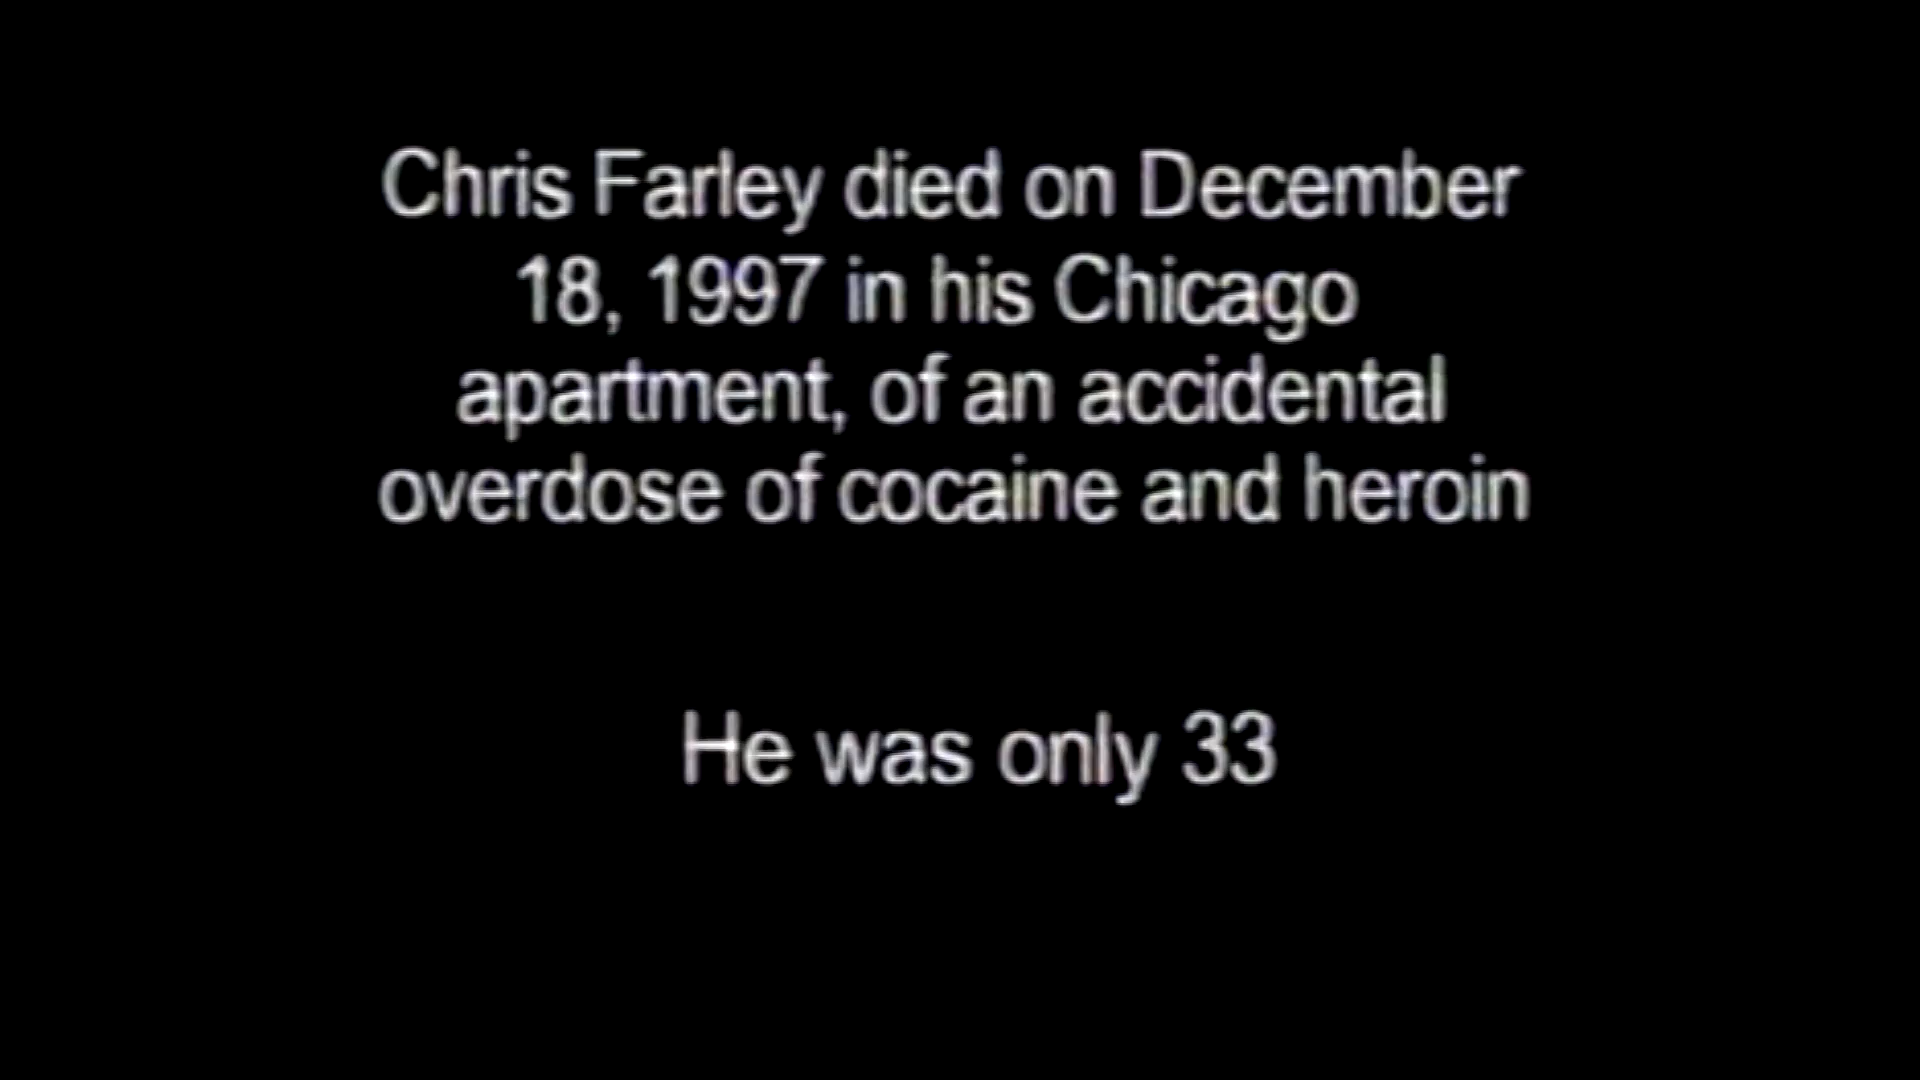 Chris Farley died on December
18, 1997 in his Chicago
apartment, of an accidental
overdose of cocaine and heroin
He was only 33